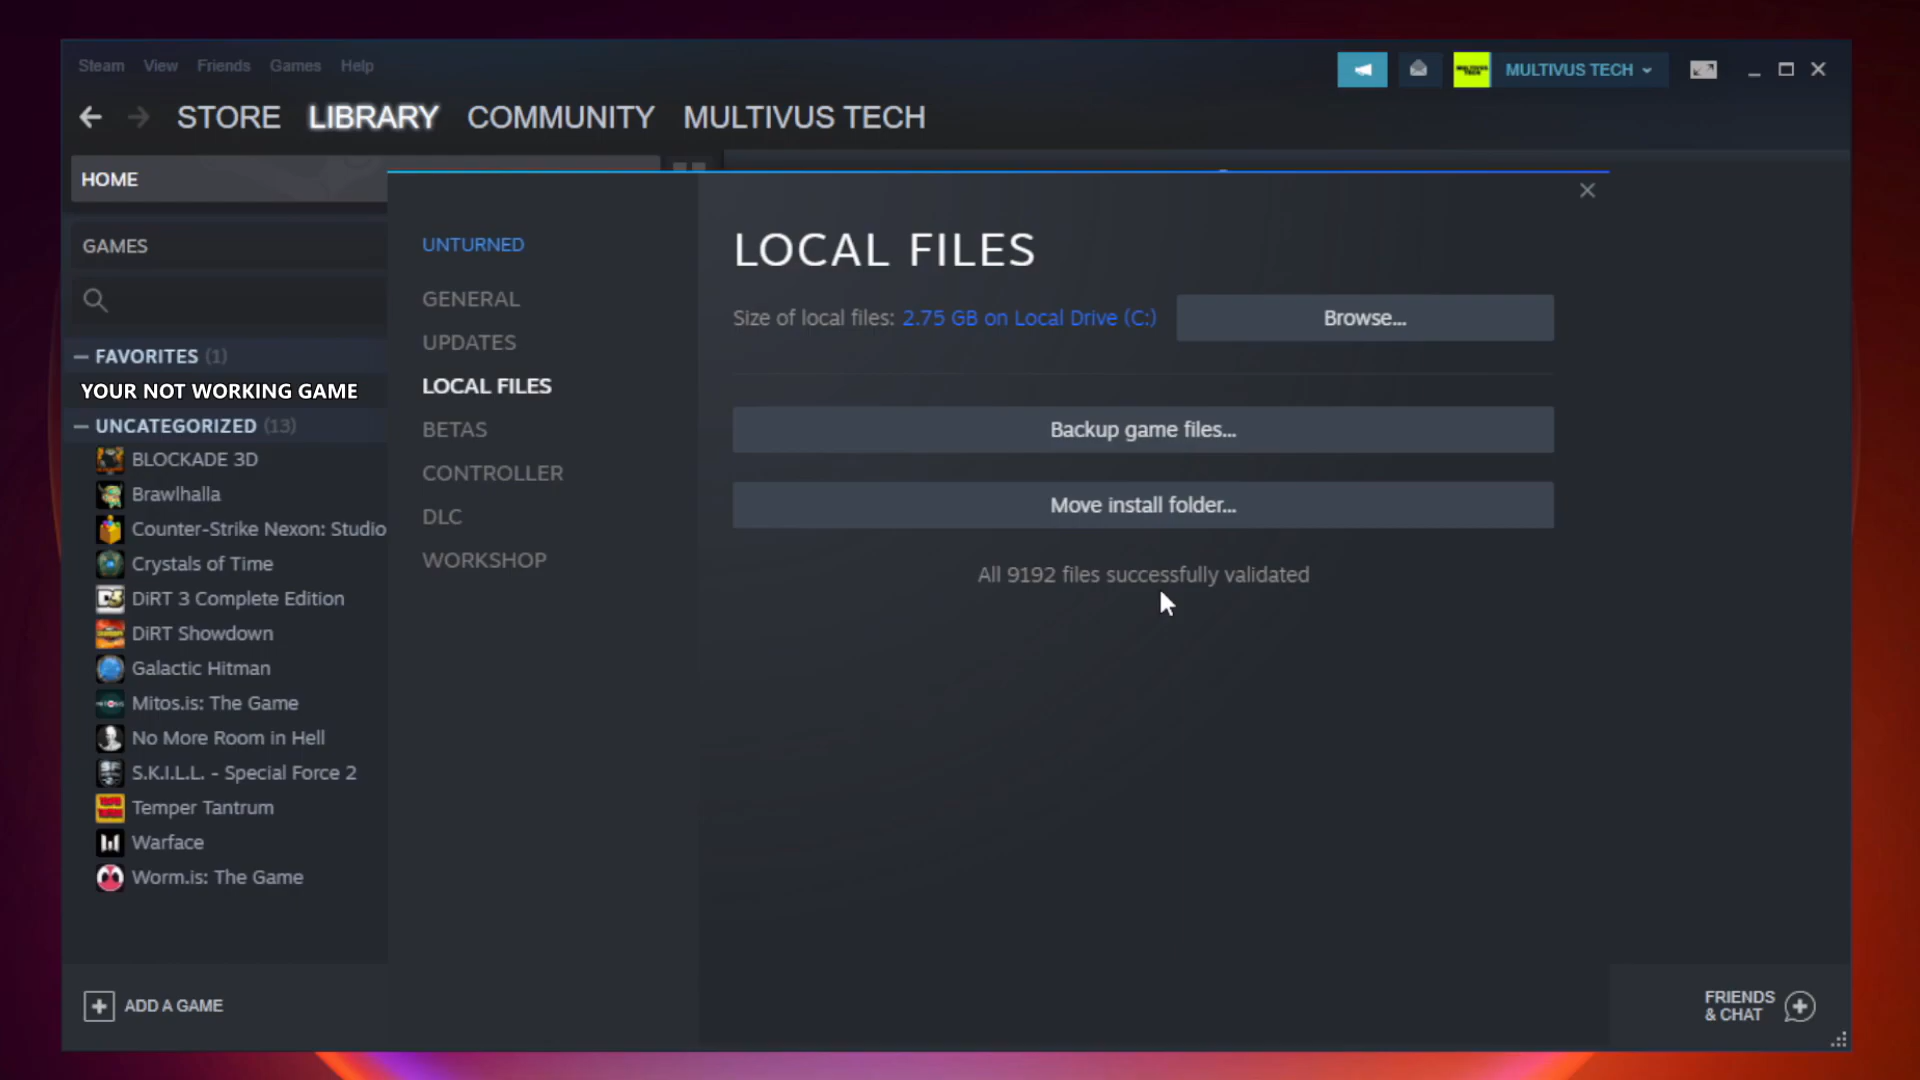 Steam View Friends Games Help
MULTIVUS TECH
STORE LIBRARY COMMUNITY MULTIVUS TECH
HOME
GAMES
FAVORITES (1)
YOUR NOT WORKING GAME
UNCATEGORIZED (13)
BLOCKADE 3D
Brawlhalla
Counter-Strike Nexon: Studio
Crystals of Time
DiRT 3 Complete Edition
DiRT Showdown
Galactic Hitman
Mitos.is: The Game
No More Room in Hell
S.K.I.L.L. - Special Force 2
Temper Tantrum
Warface
Worm.is: The Game
ADD A GAME
UNTURNED
GENERAL
UPDATES
LOCAL FILES
BETAS
CONTROLLER
DLC
WORKSHOP
LOCAL FILES
Size of local files: 2.75 GB on Local Drive (C:) Browse...
Backup game files...
Move install folder...
All 9192 files successfully validated
FRIENDS
& CHAT